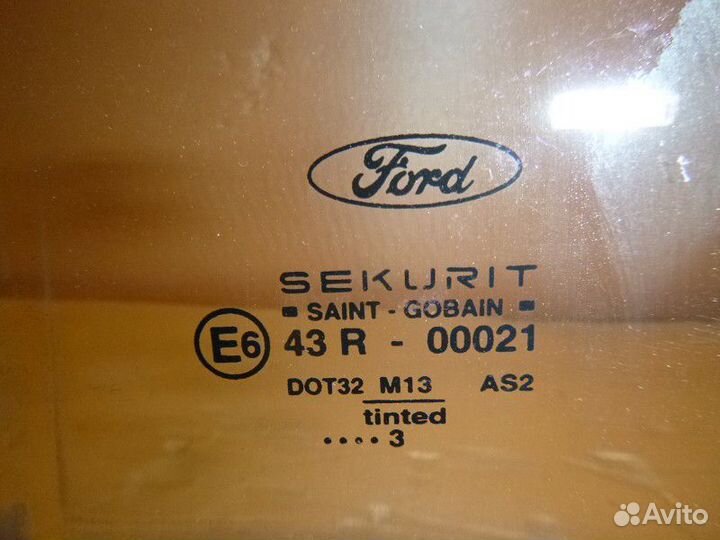 Ford
SEKURIT
▪ SAINT - GOBAIN ▪
E6 43 R - 00021
DOT32 M13 AS2
tinted
.... 3
Avito